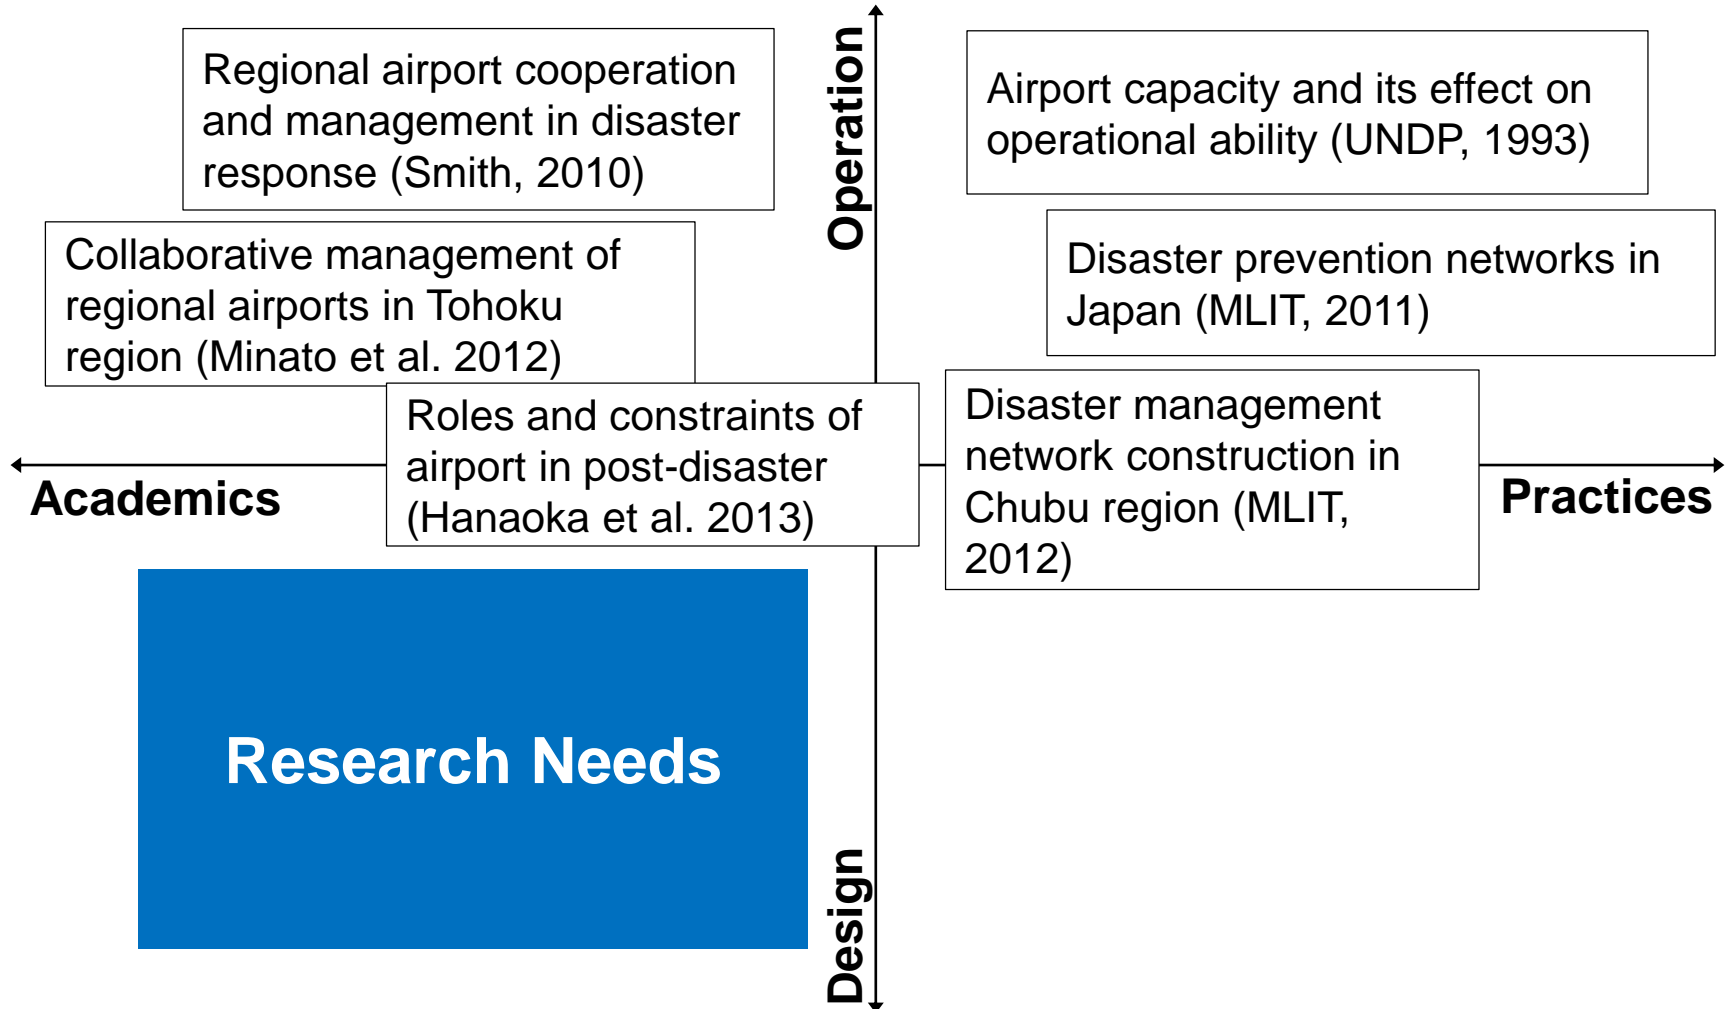 Regional airport cooperation
and management in disaster
response (Smith, 2010)
Operation
Airport capacity and its effect on
operational ability (UNDP, 1993)
Collaborative management of
regional airports in Tohoku
region (Minato et al. 2012)
Disaster prevention networks in
Japan (MLIT, 2011)
Roles and constraints of
airport in post-disaster
(Hanaoka et al. 2013)
Disaster management
network construction in
Chubu region (MLIT,
2012)
Academics
Practices
Research Needs
Design